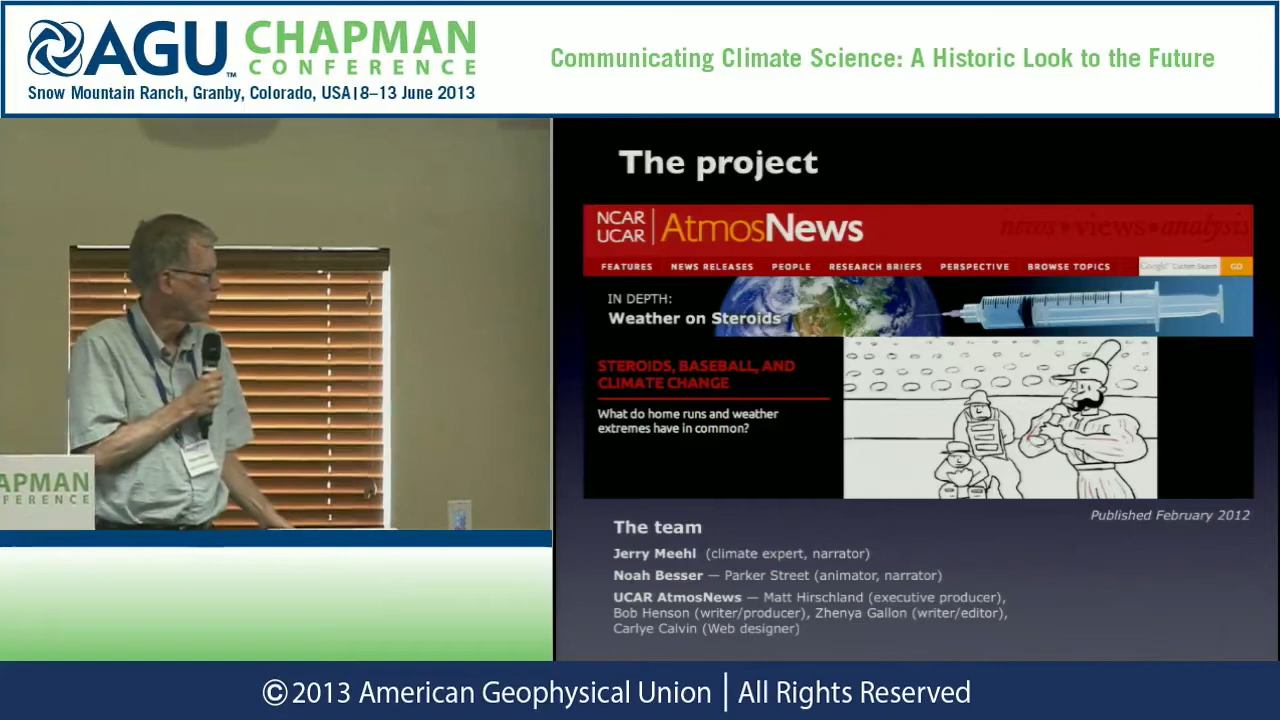 AGU CHAPMAN
CONFERENCE
Snow Mountain Ranch, Granby, Colorado, USA|8–13 June 2013
Communicating Climate Science: A Historic Look to the Future
APMAN
NFERENCE
The project
NCAR
UCAR
AtmosNews
news • views • analysis
FEATURES NEWS RELEASES PEOPLE RESEARCH BRIEFS PERSPECTIVE BROWSE TOPICS Google Custom Search GO
IN DEPTH:
Weather on Steroids
STEROIDS, BASEBALL, AND
CLIMATE CHANGE
What do home runs and weather
extremes have in common?
Published February 2012
The team
Jerry Meehl (climate expert, narrator)
Noah Besser — Parker Street (animator, narrator)
UCAR AtmosNews — Matt Hirschland (executive producer),
Bob Henson (writer/producer), Zhenya Gallon (writer/editor),
Carlye Calvin (Web designer)
©2013 American Geophysical Union | All Rights Reserved